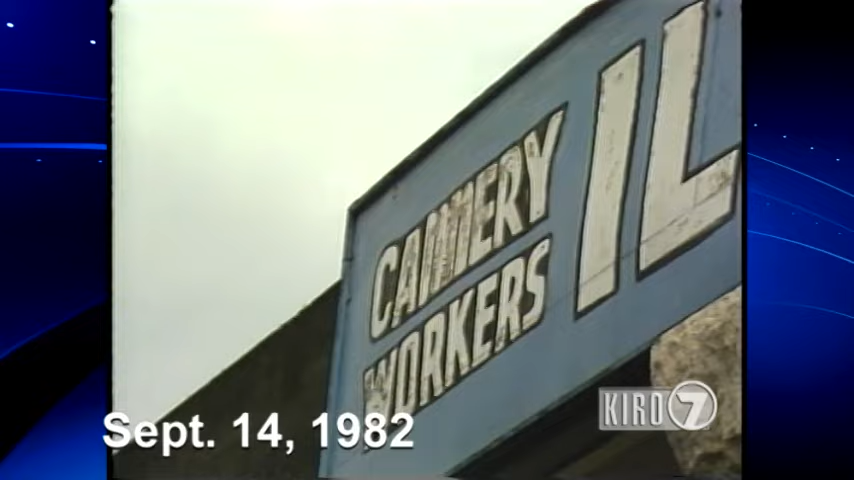 CANNERY
WORKERS
IL
KIRO 7
Sept. 14, 1982